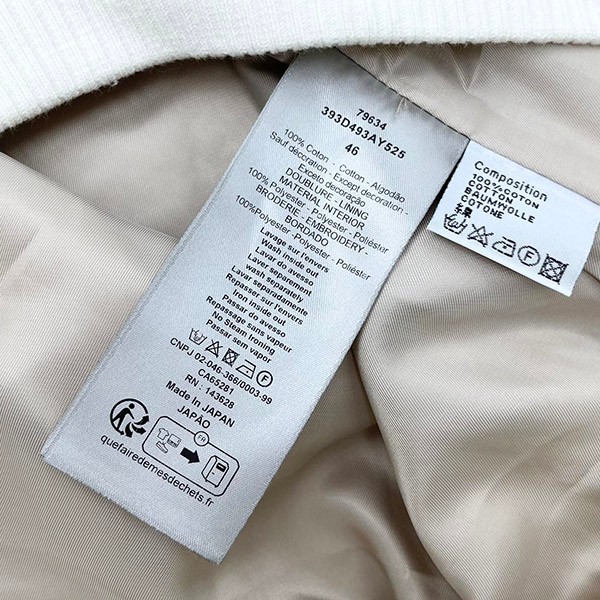 79634
393D493AY525
46
100% Coton - Cotton - Algodão
Sauf décoration - Except decoration -
Exceto decoração
DOUBLURE - LINING
MATERIAL INTERIOR
100% Polyester - Polyester - Poliéster
BRODERIE - EMBROIDERY -
BORDADO
100%Polyester -Polyester - Poliéster
Lavage sur l'envers
Wash inside out
Lavar do avesso
Laver séparement
Wash separately
Lavar separadamente
Repasser sur l'envers
Iron inside out
Passar do avesso
Repassage sans vapeur
No Steam Ironing
Passar sem vapor
CNPJ 02-046-366/0003-99
CA65281
RN : 143628
Made in JAPAN
JAPÃO
FR
quefairedemesdechets.fr
Composition
100%COTON
COTTON
BAUMWOLLE
COTONE
綿